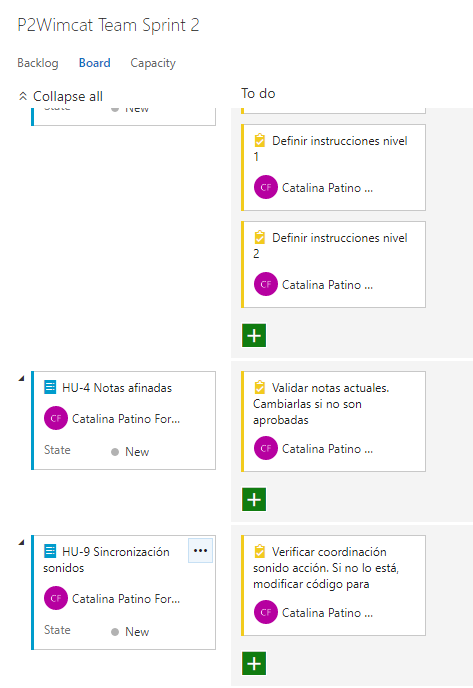 P2Wimcat Team Sprint 2
Backlog Board Capacity
Collapse all
To do
State New
Definir instrucciones nivel
1
CF Catalina Patino ...
Definir instrucciones nivel
2
CF Catalina Patino ...
HU-4 Notas afinadas
CF Catalina Patino For...
State New
Validar notas actuales.
Cambiarlas si no son
aprobadas
CF Catalina Patino ...
HU-9 Sincronización
sonidos
...
CF Catalina Patino For...
State New
Verificar coordinación
sonido acción. Si no lo está,
modificar código para
CF Catalina Patino ...